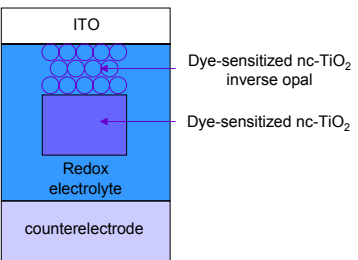 ITO
Dye-sensitized nc-TiO₂
inverse opal
Dye-sensitized nc-TiO₂
Redox
electrolyte
counterelectrode